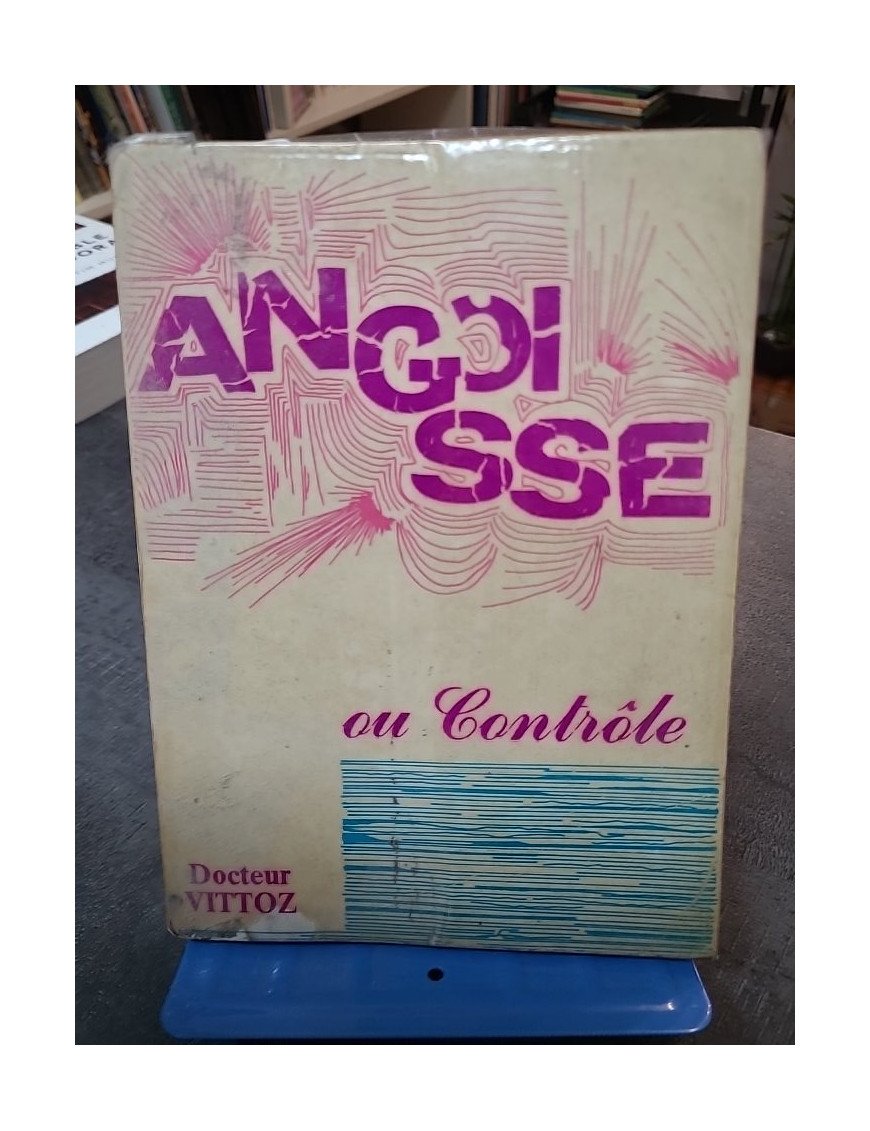 ANGOI
SSE
ou Contrôle
Docteur
VITTOZ